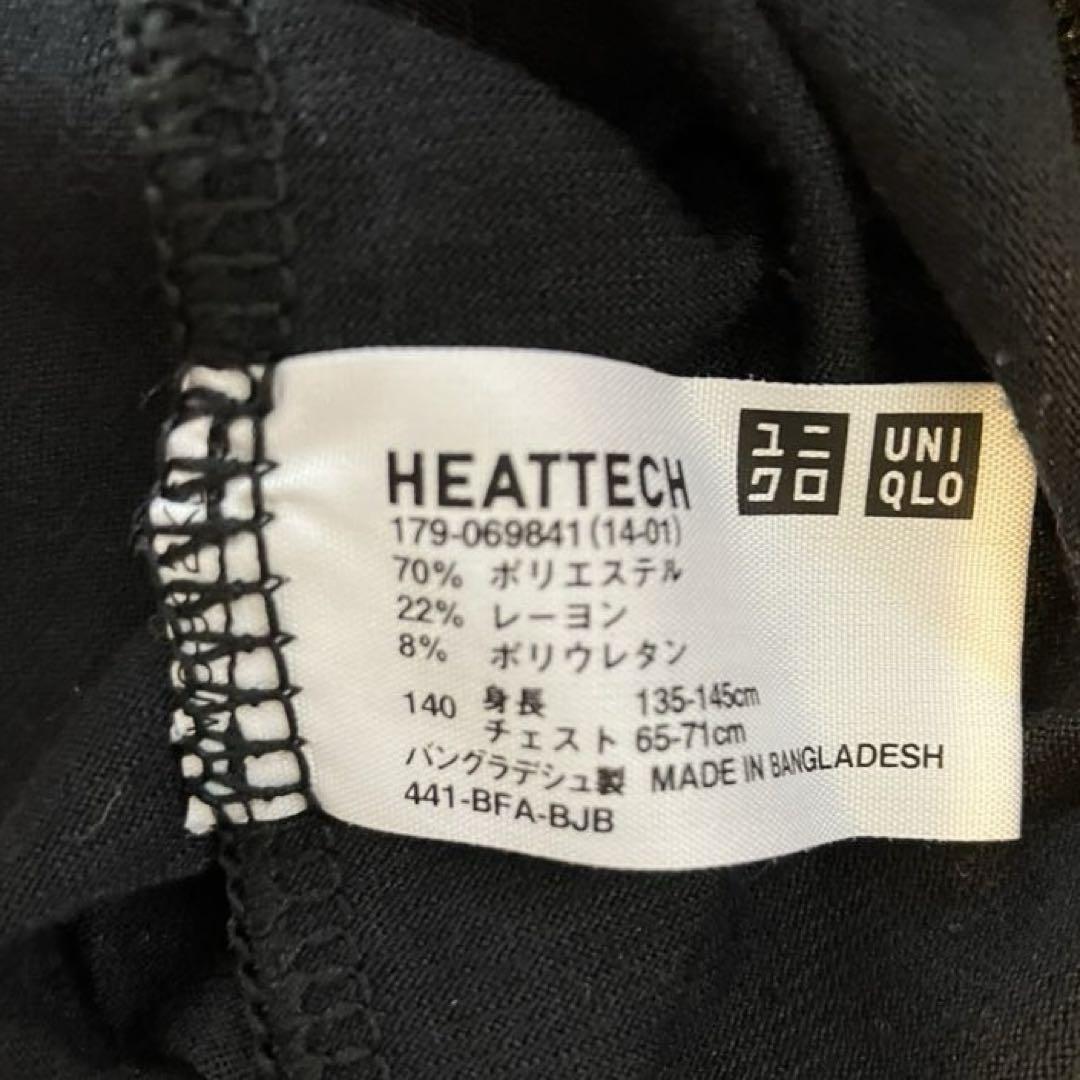 ユニ
クロ
UNI
QLO
HEATTECH
179-069841(14-01)
70% ポリエステル
22% レーヨン
8% ポリウレタン
140 身長 135-145cm
チェスト 65-71cm
バングラデシュ製 MADE IN BANGLADESH
441-BFA-BJB